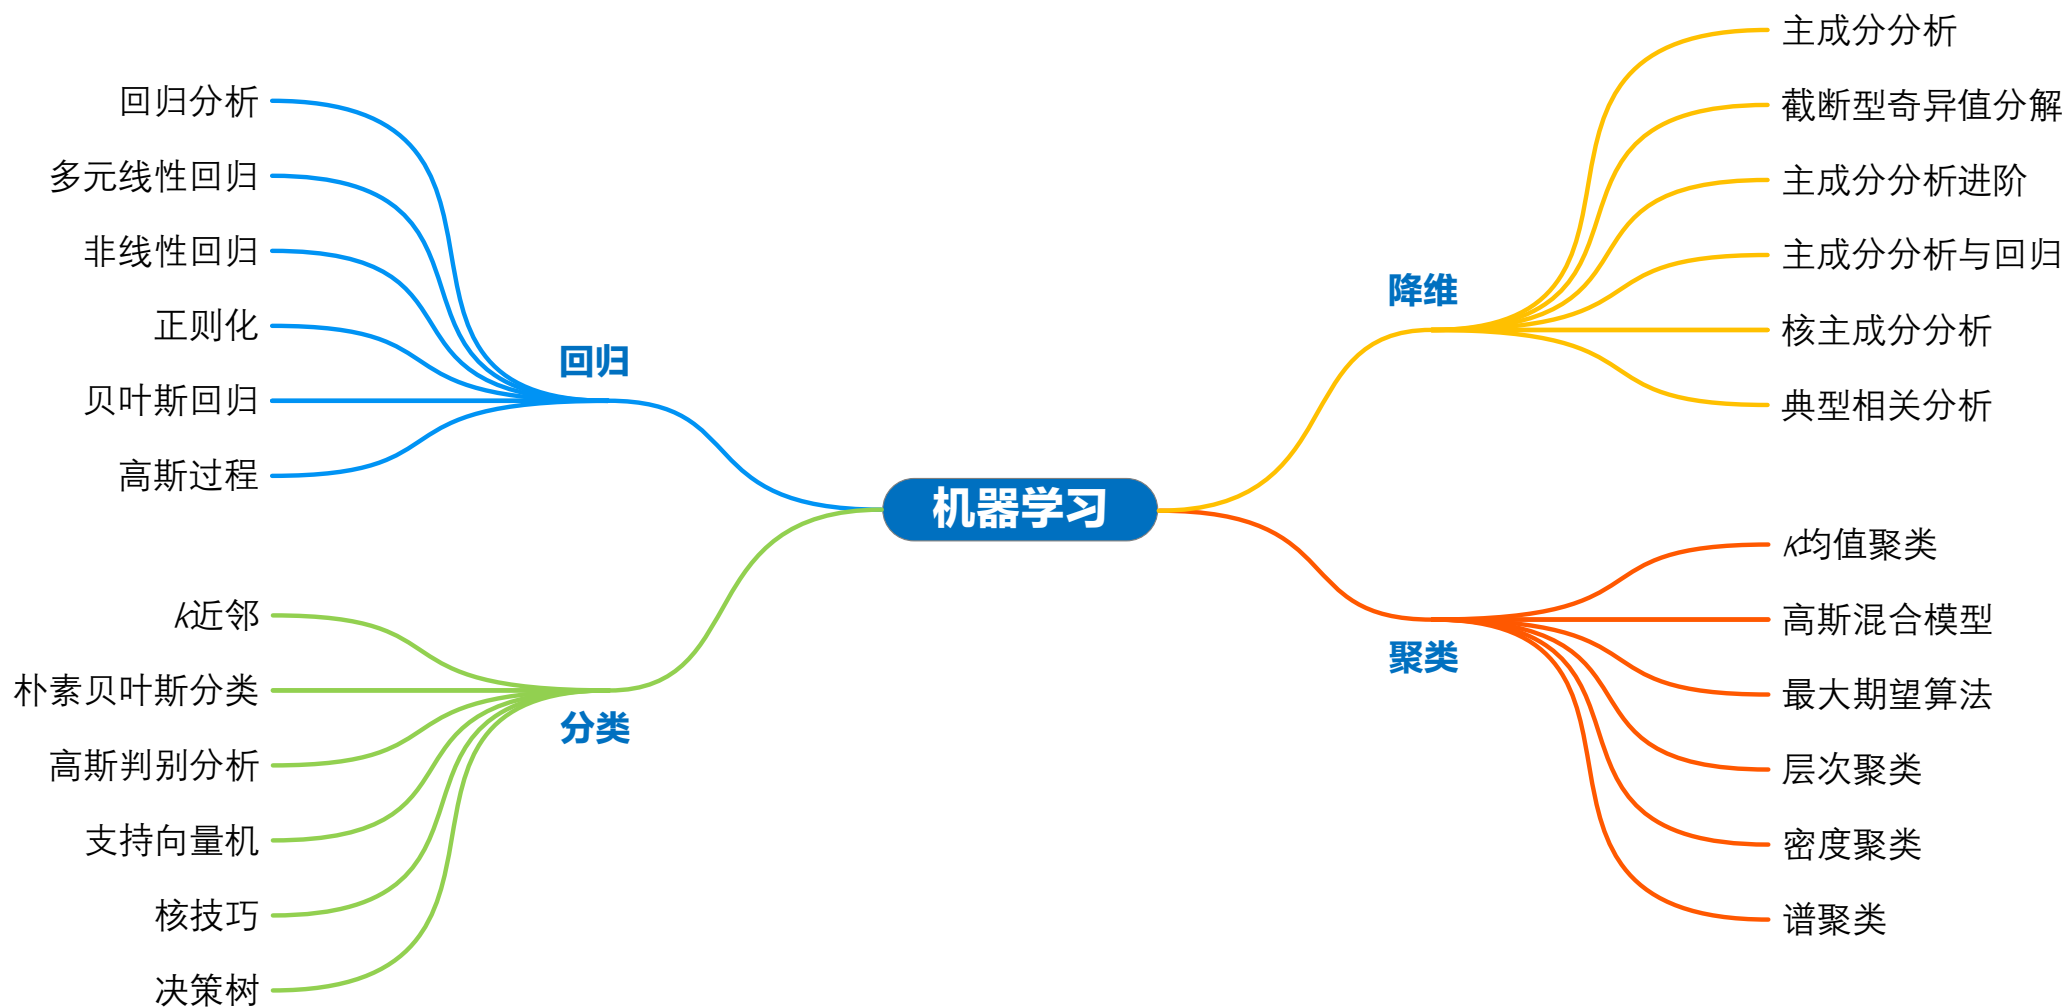 机器学习
回归
回归分析
多元线性回归
非线性回归
正则化
贝叶斯回归
高斯过程
分类
k近邻
朴素贝叶斯分类
高斯判别分析
支持向量机
核技巧
决策树
降维
主成分分析
截断型奇异值分解
主成分分析进阶
主成分分析与回归
核主成分分析
典型相关分析
聚类
k均值聚类
高斯混合模型
最大期望算法
层次聚类
密度聚类
谱聚类